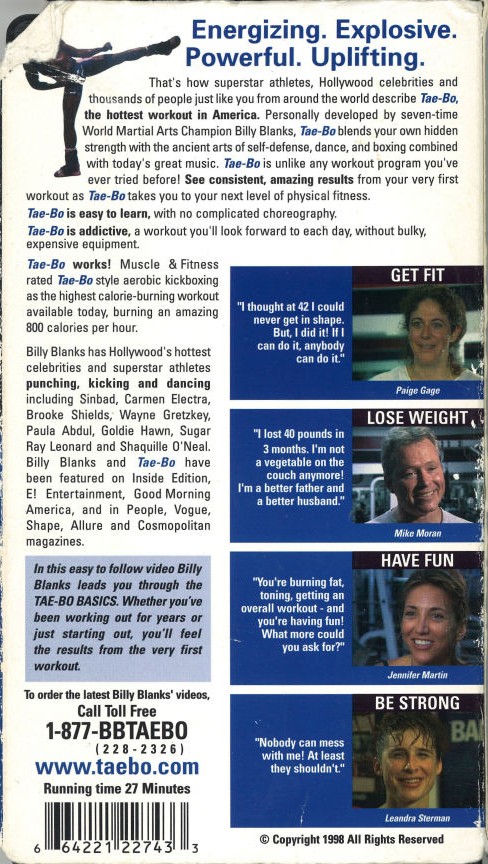 Energizing. Explosive.
Powerful. Uplifting.
That's how superstar athletes, Hollywood celebrities and
thousands of people just like you from around the world describe Tae-Bo,
the hottest workout in America. Personally developed by seven-time
World Martial Arts Champion Billy Blanks, Tae-Bo blends your own hidden
strength with the ancient arts of self-defense, dance, and boxing combined
with today's great music. Tae-Bo is unlike any workout program you've
ever tried before! See consistent, amazing results from your very first
workout as Tae-Bo takes you to your next level of physical fitness.
Tae-Bo is easy to learn, with no complicated choreography.
Tae-Bo is addictive, a workout you'll look forward to each day, without bulky,
expensive equipment.
Tae-Bo works! Muscle & Fitness
rated Tae-Bo style aerobic kickboxing
as the highest calorie-burning workout
available today, burning an amazing
800 calories per hour.
Billy Blanks has Hollywood's hottest
celebrities and superstar athletes
punching, kicking and dancing
including Sinbad, Carmen Electra,
Brooke Shields, Wayne Gretzkey,
Paula Abdul, Goldie Hawn, Sugar
Ray Leonard and Shaquille O'Neal.
Billy Blanks and Tae-Bo have
been featured on Inside Edition,
E! Entertainment, Good Morning
America, and in People, Vogue,
Shape, Allure and Cosmopolitan
magazines.
In this easy to follow video Billy
Blanks leads you through the
TAE-BO BASICS. Whether you've
been working out for years or
just starting out, you'll feel
the results from the very first
workout.
To order the latest Billy Blanks' videos,
Call Toll Free
1-877-BBTAEBO
(228-2326)
www.taebo.com
Running time 27 Minutes
6 64221 22743 3
GET FIT
"I thought at 42 I could
never get in shape.
But, I did it! If I
can do it, anybody
can do it."
Paige Gage
LOSE WEIGHT
"I lost 40 pounds in
3 months. I'm not
a vegetable on the
couch anymore!
I'm a better father and
a better husband."
Mike Moran
HAVE FUN
"You're burning fat,
toning, getting an
overall workout - and
you're having fun!
What more could
you ask for?"
Jennifer Martin
BE STRONG
BA
"Nobody can mess
with me! At least
they shouldn't."
Leandra Sterman
© Copyright 1998 All Rights Reserved